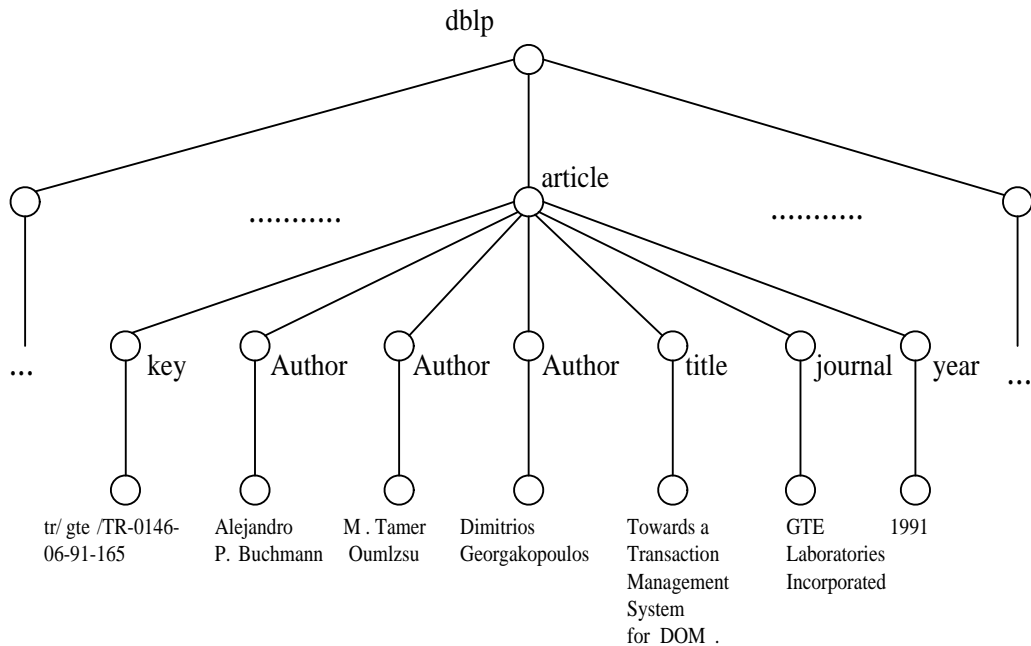 dblp
article
...........
...........
...
key
Author
Author
Author
title
journal
year
...
tr/ gte /TR-0146-
06-91-165
Alejandro
P. Buchmann
M . Tamer
Oumlzsu
Dimitrios
Georgakopoulos
Towards a
Transaction
Management
System
for DOM .
GTE
Laboratories
Incorporated
1991